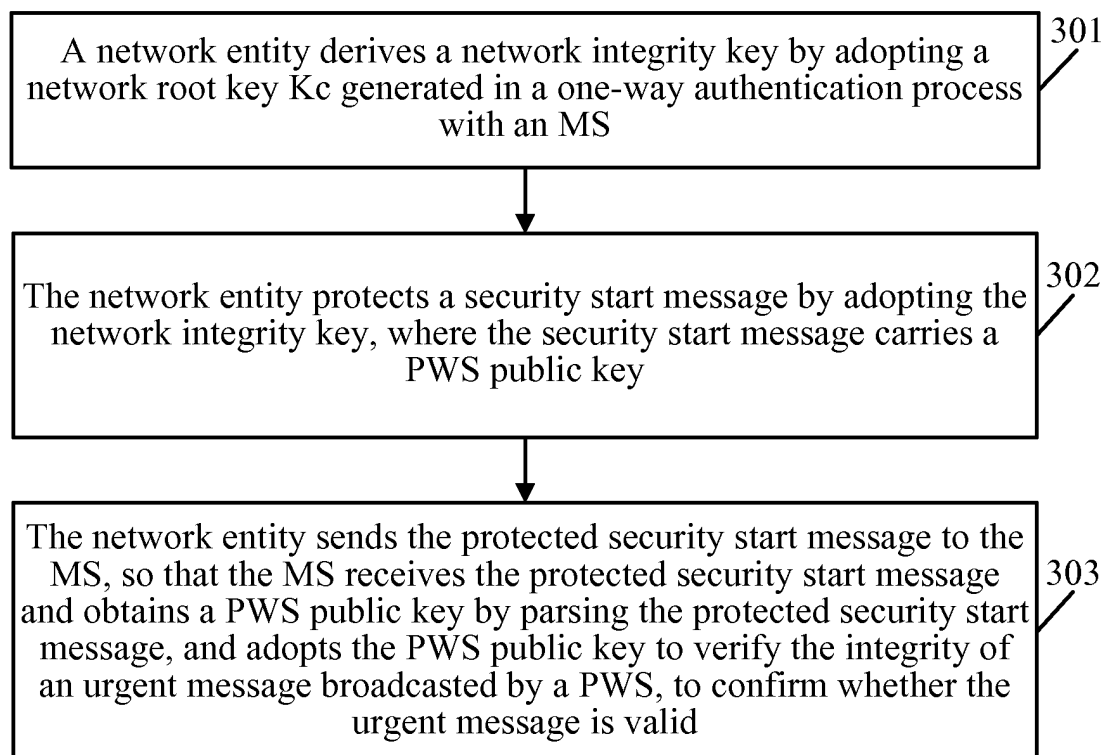 A network entity derives a network integrity key by adopting a
network root key Kc generated in a one-way authentication process
with an MS
301
The network entity protects a security start message by adopting the
network integrity key, where the security start message carries a
PWS public key
302
The network entity sends the protected security start message to the
MS, so that the MS receives the protected security start message
and obtains a PWS public key by parsing the protected security start
message, and adopts the PWS public key to verify the integrity of
an urgent message broadcasted by a PWS, to confirm whether the
urgent message is valid
303